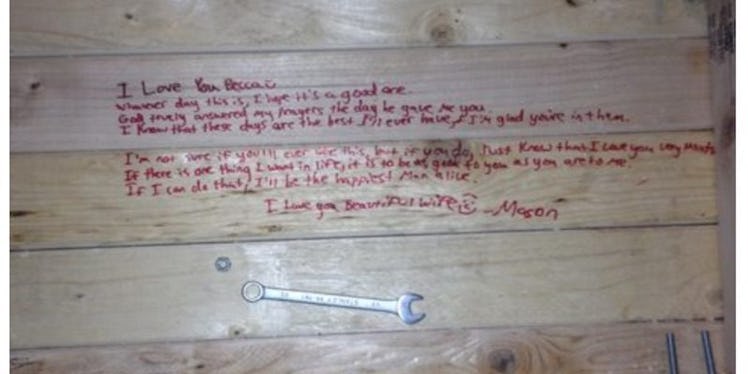 I Love You Becca
Whatever day this is, I hope it's a good one.
God truly answered my prayers the day he gave me you.
I know that these days are the best I'll ever have, & I'm glad you're in them.
I'm not sure if you'll ever see this, but if you do, Just Know that I Love you very much
If there is one thing I want in life, it is to be as good to you as you are to me.
If I can do that, I'll be the happiest Man alive.
I Love you Beautiful Wife -Mason
STANLEY